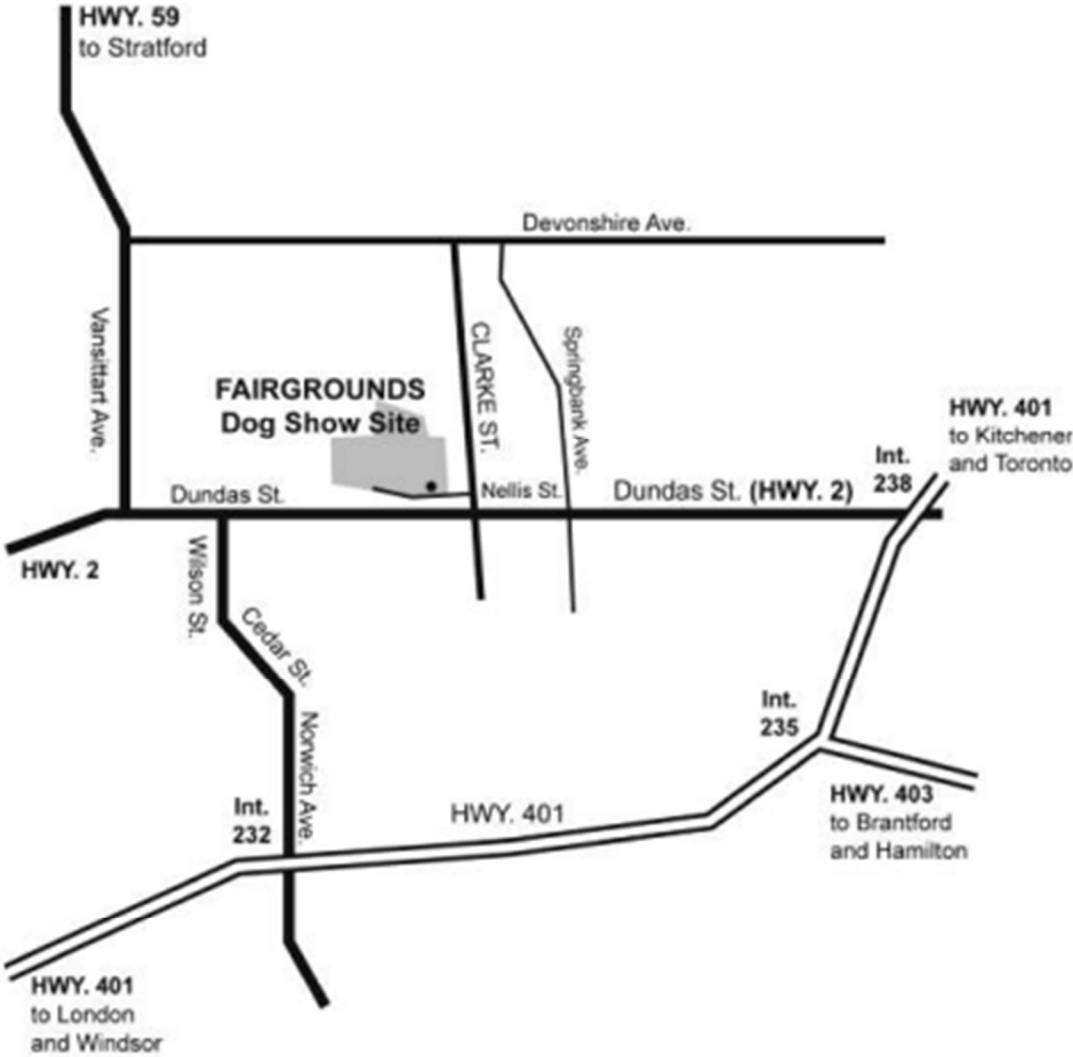 HWY. 59
to Stratford
Devonshire Ave.
Vansittart Ave.
CLARKE ST.
Springbank Ave.
FAIRGROUNDS
Dog Show Site
HWY. 401
to Kitchener
and Toronto
Int.
238
Dundas St.
Nellis St.
Dundas St. (HWY. 2)
HWY. 2
Wilson St.
Cedar St.
Norwich Ave.
Int.
235
Int.
232
HWY. 401
HWY. 403
to Brantford
and Hamilton
HWY. 401
to London
and Windsor